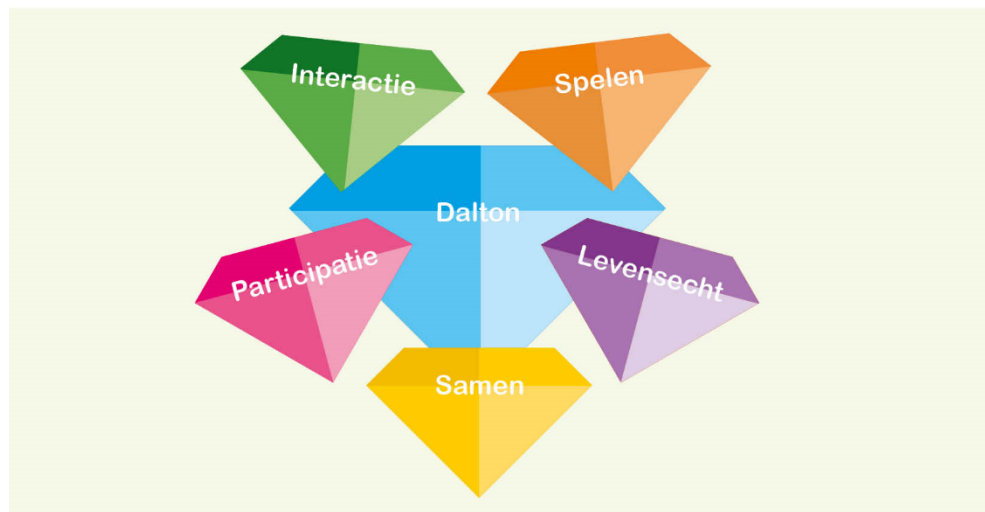 Interactie
Spelen
Dalton
Participatie
Levensecht
Samen